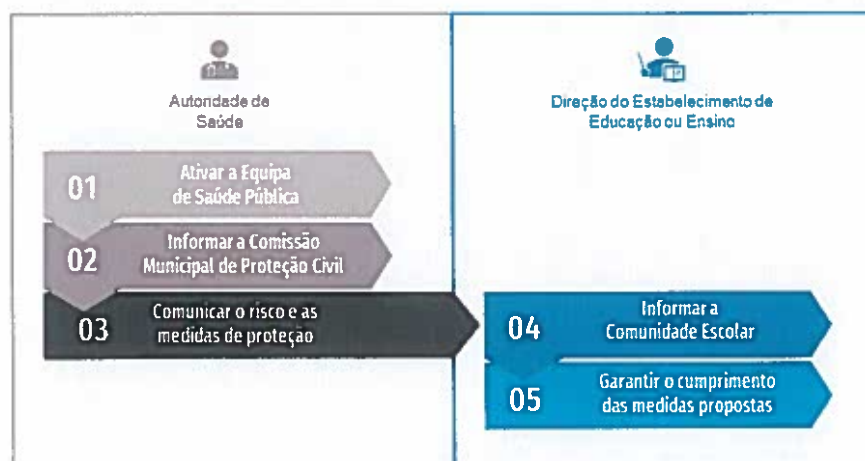 Autoridade de
Saúde
Direção do Estabelecimento de
Educação ou Ensino
01
Ativar a Equipa
de Saúde Pública
02
Informar a Comissão
Municipal de Proteção Civil
03
Comunicar o risco e as
medidas de proteção
04
Informar a
Comunidade Escolar
05
Garantir o cumprimento
das medidas propostas